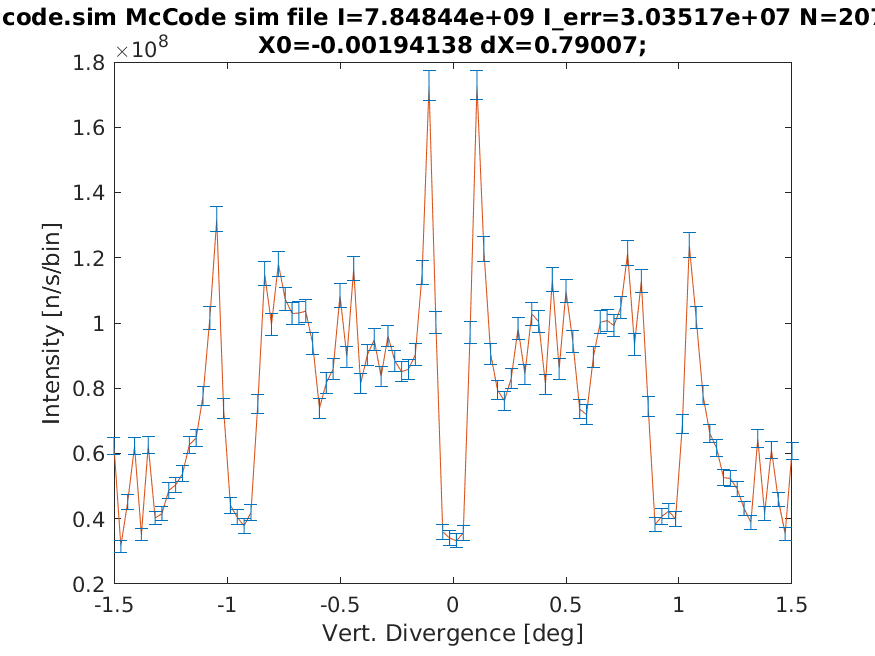 code.sim McCode sim file I=7.84844e+09 I_err=3.03517e+07 N=207
X0=-0.00194138 dX=0.79007;
×10^8
1.8
1.6
1.4
1.2
1
0.8
0.6
0.4
0.2
-1.5 -1 -0.5 0 0.5 1 1.5
Intensity [n/s/bin]
Vert. Divergence [deg]